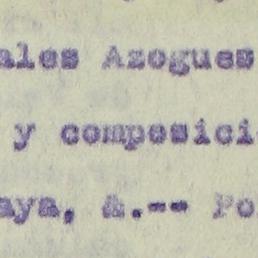 ales Azogues
y composici
aya, &.-- Po